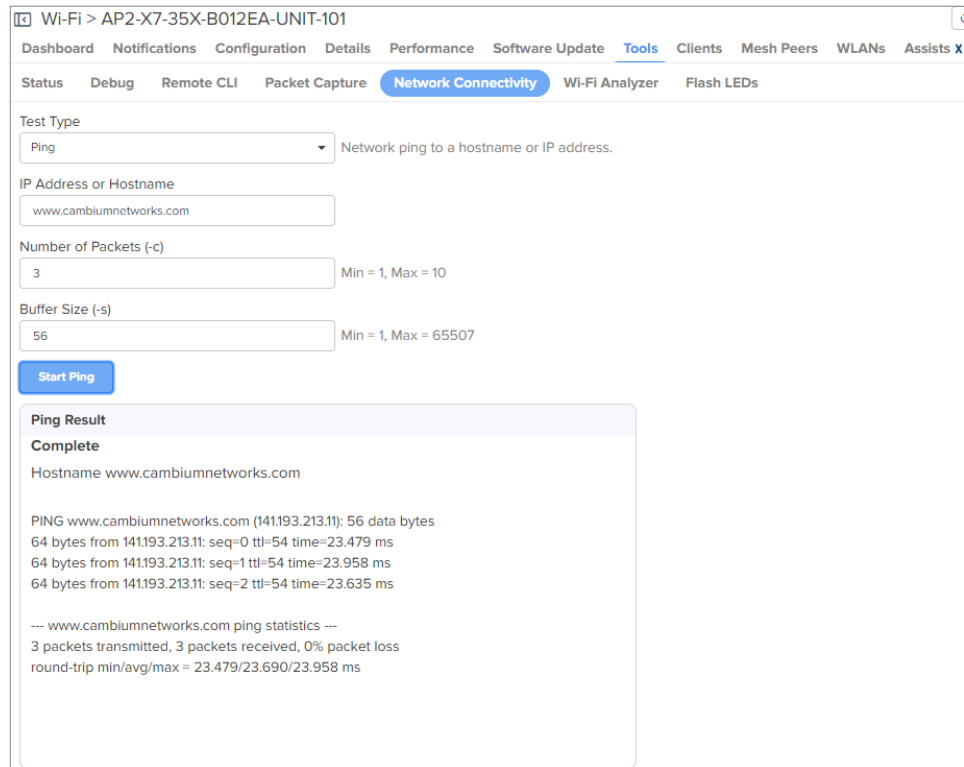 Wi-Fi > AP2-X7-35X-B012EA-UNIT-101
Dashboard Notifications Configuration Details Performance Software Update Tools Clients Mesh Peers WLANs Assists X
Status Debug Remote CLI Packet Capture Network Connectivity Wi-Fi Analyzer Flash LEDs
Test Type
Ping Network ping to a hostname or IP address.
IP Address or Hostname
www.cambiumnetworks.com
Number of Packets (-c)
3 Min = 1, Max = 10
Buffer Size (-s)
56 Min = 1, Max = 65507
Start Ping
Ping Result
Complete
Hostname www.cambiumnetworks.com
PING www.cambiumnetworks.com (141.193.213.11): 56 data bytes
64 bytes from 141.193.213.11: seq=0 ttl=54 time=23.479 ms
64 bytes from 141.193.213.11: seq=1 ttl=54 time=23.958 ms
64 bytes from 141.193.213.11: seq=2 ttl=54 time=23.635 ms
--- www.cambiumnetworks.com ping statistics ---
3 packets transmitted, 3 packets received, 0% packet loss
round-trip min/avg/max = 23.479/23.690/23.958 ms